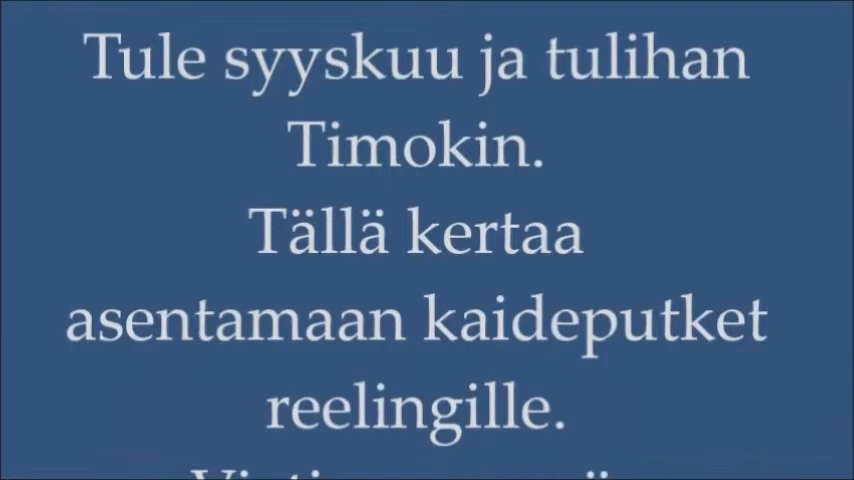 Tule syyskuu ja tulihan
Timokin.
Tällä kertaa
asentamaan kaideputket
reelingille.